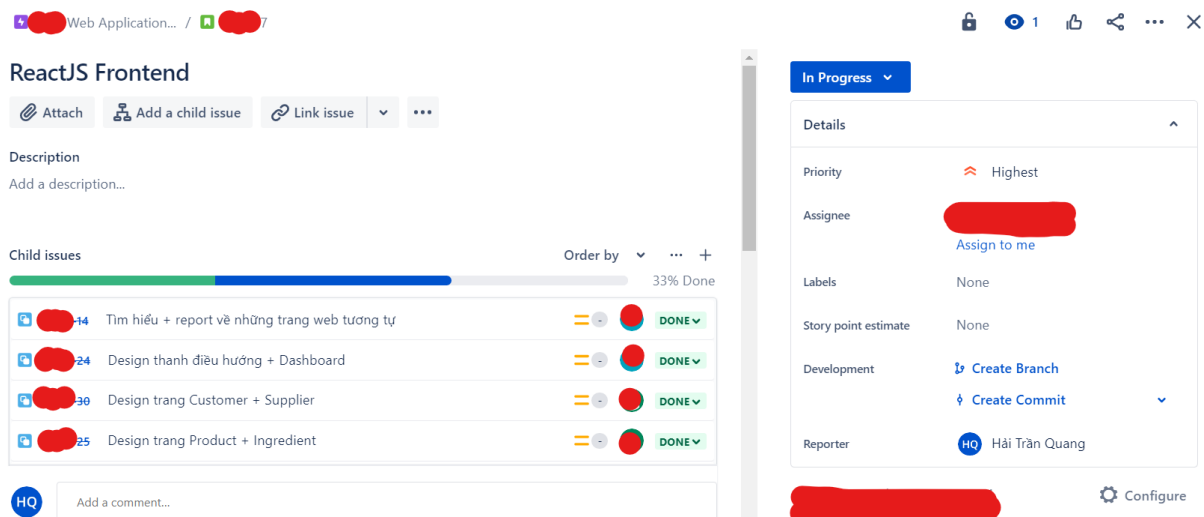 Web Application... / 7
1
ReactJS Frontend
Attach
Add a child issue
Link issue
Description
Add a description...
Child issues
Order by
33% Done
-14 Tìm hiểu + report về những trang web tương tự - DONE
-24 Design thanh điều hướng + Dashboard - DONE
-30 Design trang Customer + Supplier - DONE
-25 Design trang Product + Ingredient - DONE
HQ Add a comment...
In Progress
Details
Priority Highest
Assignee
Assign to me
Labels None
Story point estimate None
Development Create Branch
Create Commit
Reporter HQ Hải Trần Quang
Configure